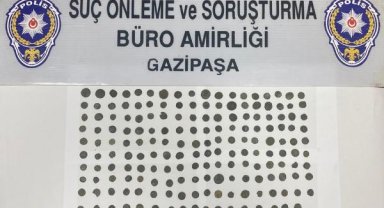 POLİS
SUÇ ÖNLEME ve SORUŞTURMA
BÜRO AMİRLİĞİ
GAZİPAŞA
POLİS